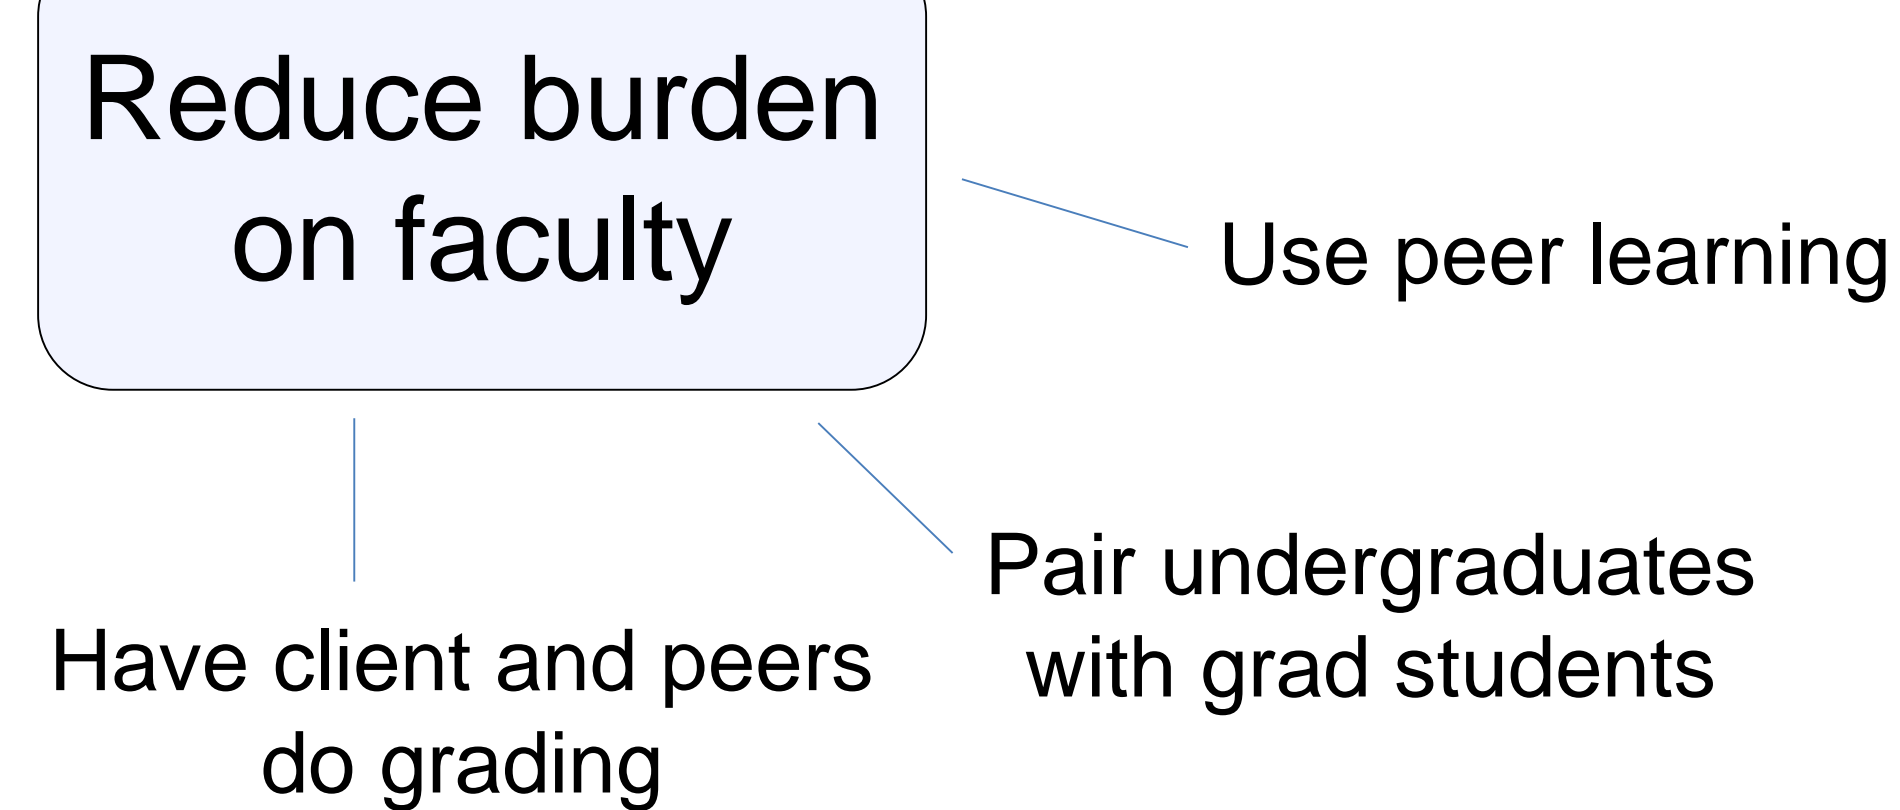 Reduce burden
on faculty
Use peer learning
Pair undergraduates
with grad students
Have client and peers
do grading